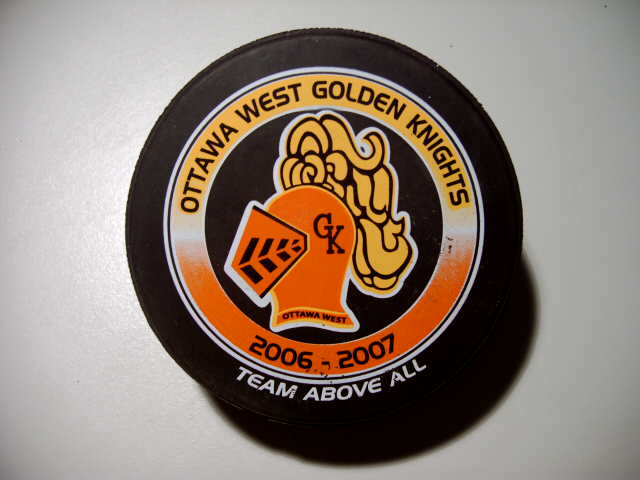 OTTAWA WEST GOLDEN KNIGHTS
GK
OTTAWA WEST
2006 - 2007
TEAM ABOVE ALL